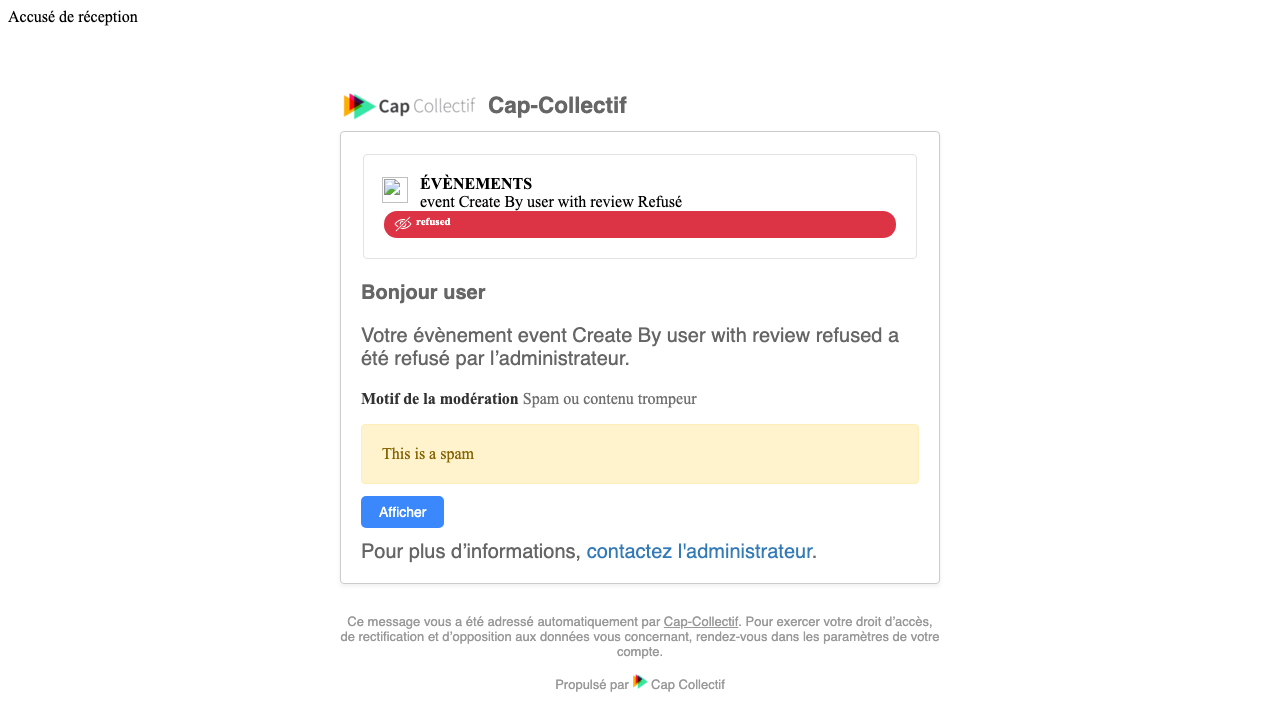 Accusé de réception
Cap Collectif Cap-Collectif
ÉVÈNEMENTS
event Create By user with review Refusé
refused
Bonjour user
Votre évènement event Create By user with review refused a
été refusé par l’administrateur.
Motif de la modération Spam ou contenu trompeur
This is a spam
Afficher
Pour plus d’informations, contactez l'administrateur.
Ce message vous a été adressé automatiquement par Cap-Collectif. Pour exercer votre droit d’accès,
de rectification et d’opposition aux données vous concernant, rendez-vous dans les paramètres de votre
compte.
Propulsé par Cap Collectif